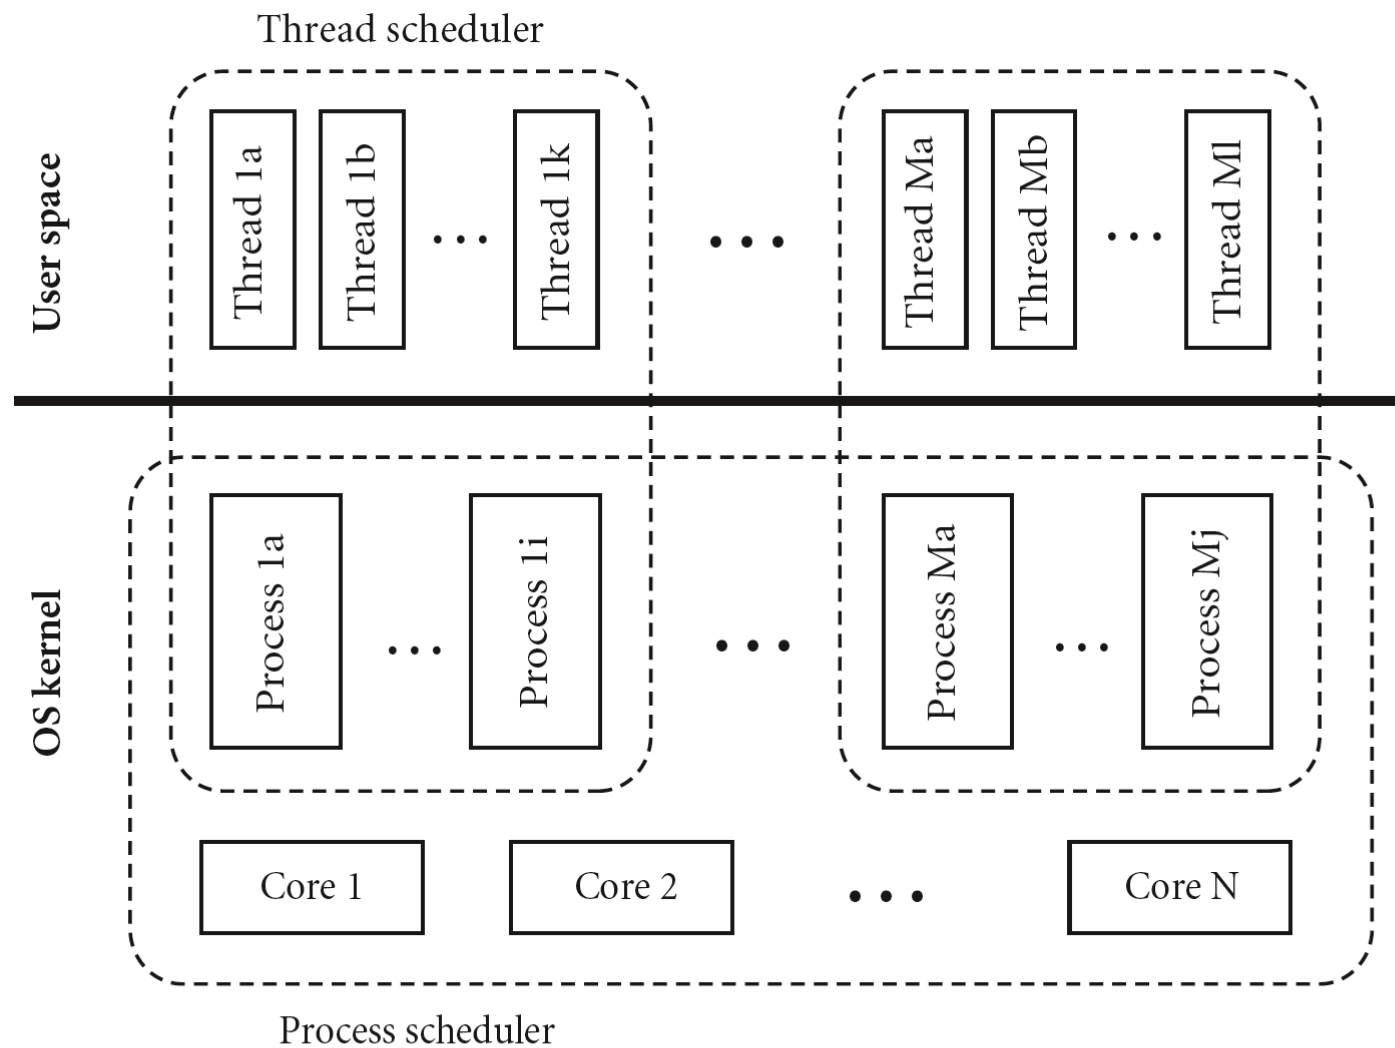 Thread scheduler
User space
Thread 1a
Thread 1b
...
Thread 1k
...
Thread Ma
Thread Mb
...
Thread Ml
OS kernel
Process 1a
...
Process 1i
...
Process Ma
...
Process Mj
Core 1
Core 2
...
Core N
Process scheduler